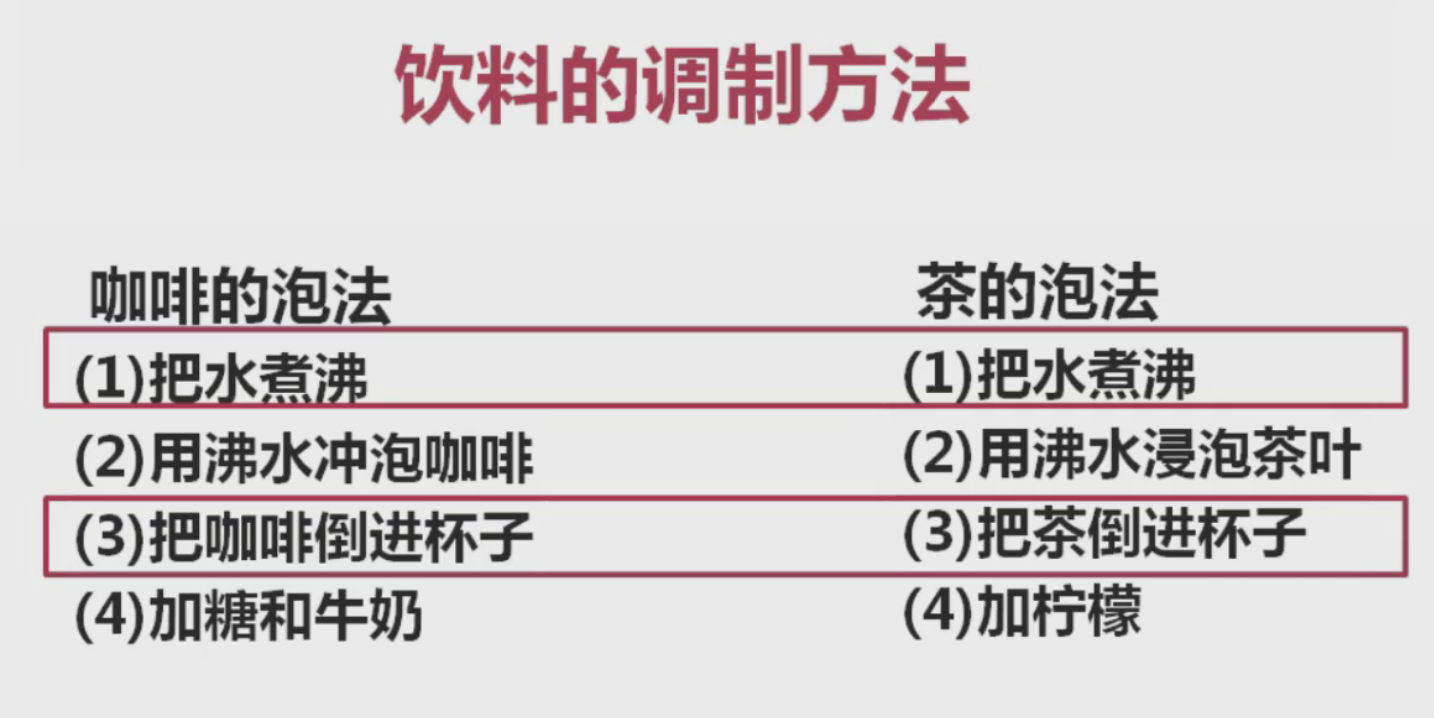 饮料的调制方法
咖啡的泡法
(1)把水煮沸
(2)用沸水冲泡咖啡
(3)把咖啡倒进杯子
(4)加糖和牛奶
茶的泡法
(1)把水煮沸
(2)用沸水浸泡茶叶
(3)把茶倒进杯子
(4)加柠檬